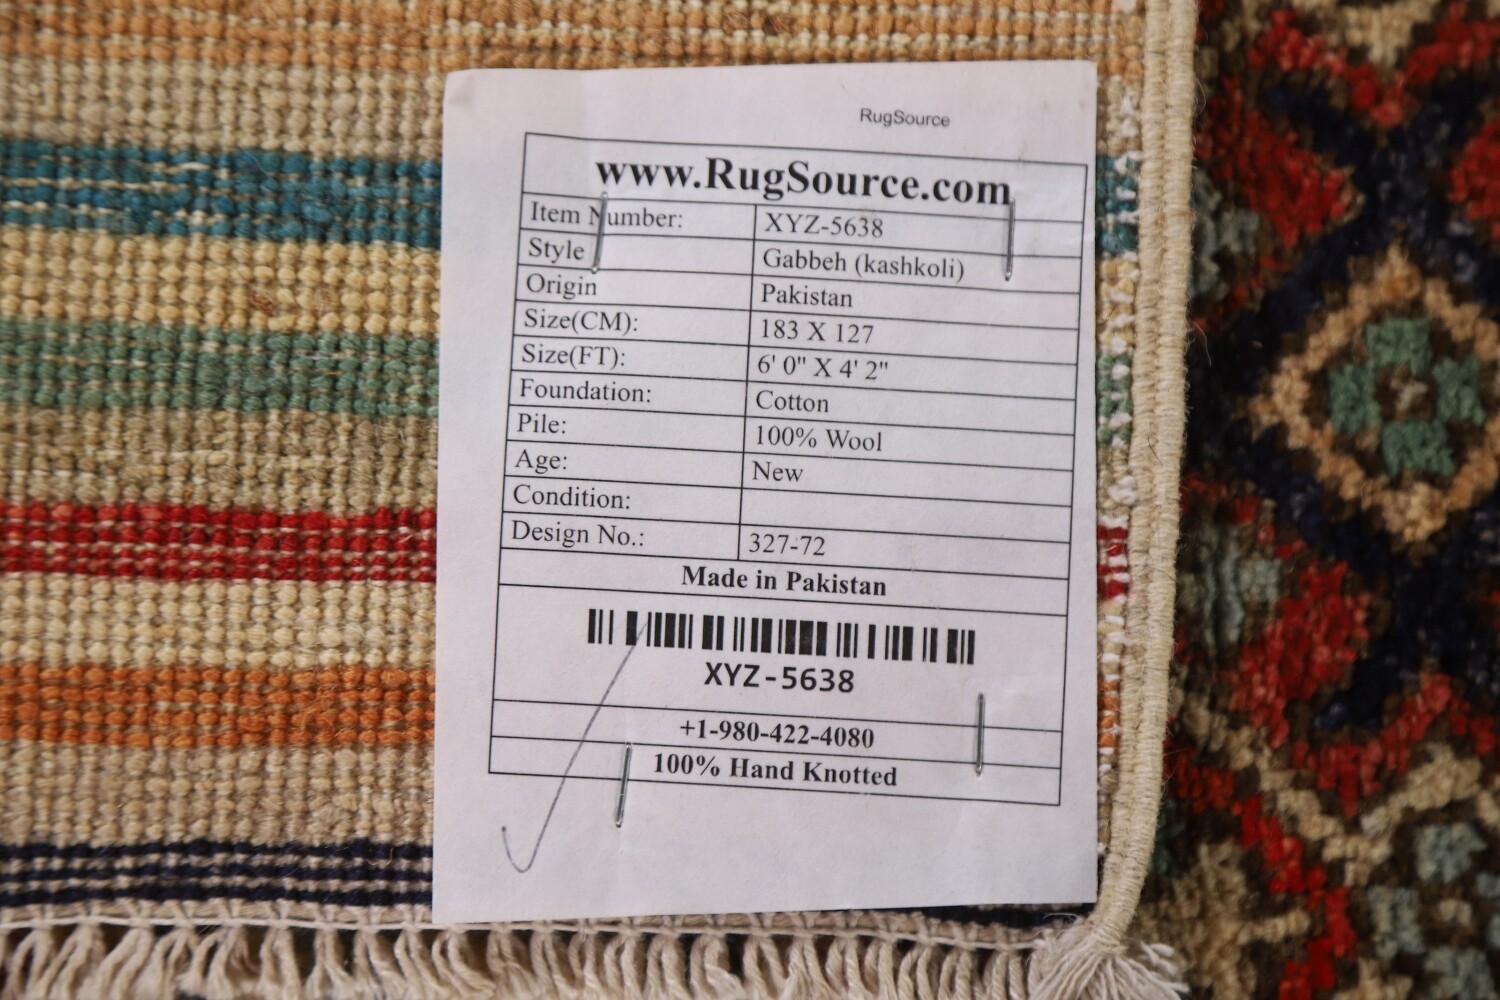 RugSource
www.RugSource.com
Item Number: XYZ-5638
Style Gabbeh (kashkoli)
Origin Pakistan
Size(CM): 183 X 127
Size(FT): 6' 0" X 4' 2"
Foundation: Cotton
Pile: 100% Wool
Age: New
Condition:
Design No.: 327-72
Made in Pakistan
XYZ-5638
+1-980-422-4080
100% Hand Knotted